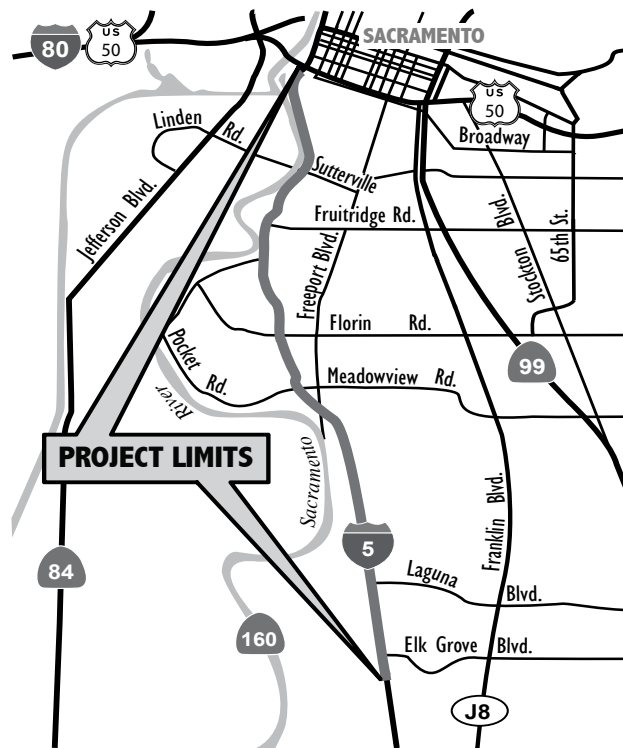 SACRAMENTO
80
US
50
US
50
Linden Rd.
Broadway
Sutterville
Jefferson Blvd.
Fruitridge Rd.
Freeport Blvd.
Stockton Blvd.
65th St.
Florin Rd.
Pocket Rd.
99
Meadowview Rd.
River
Sacramento
PROJECT LIMITS
Franklin Blvd.
5
84
Laguna Blvd.
160
Elk Grove Blvd.
J8